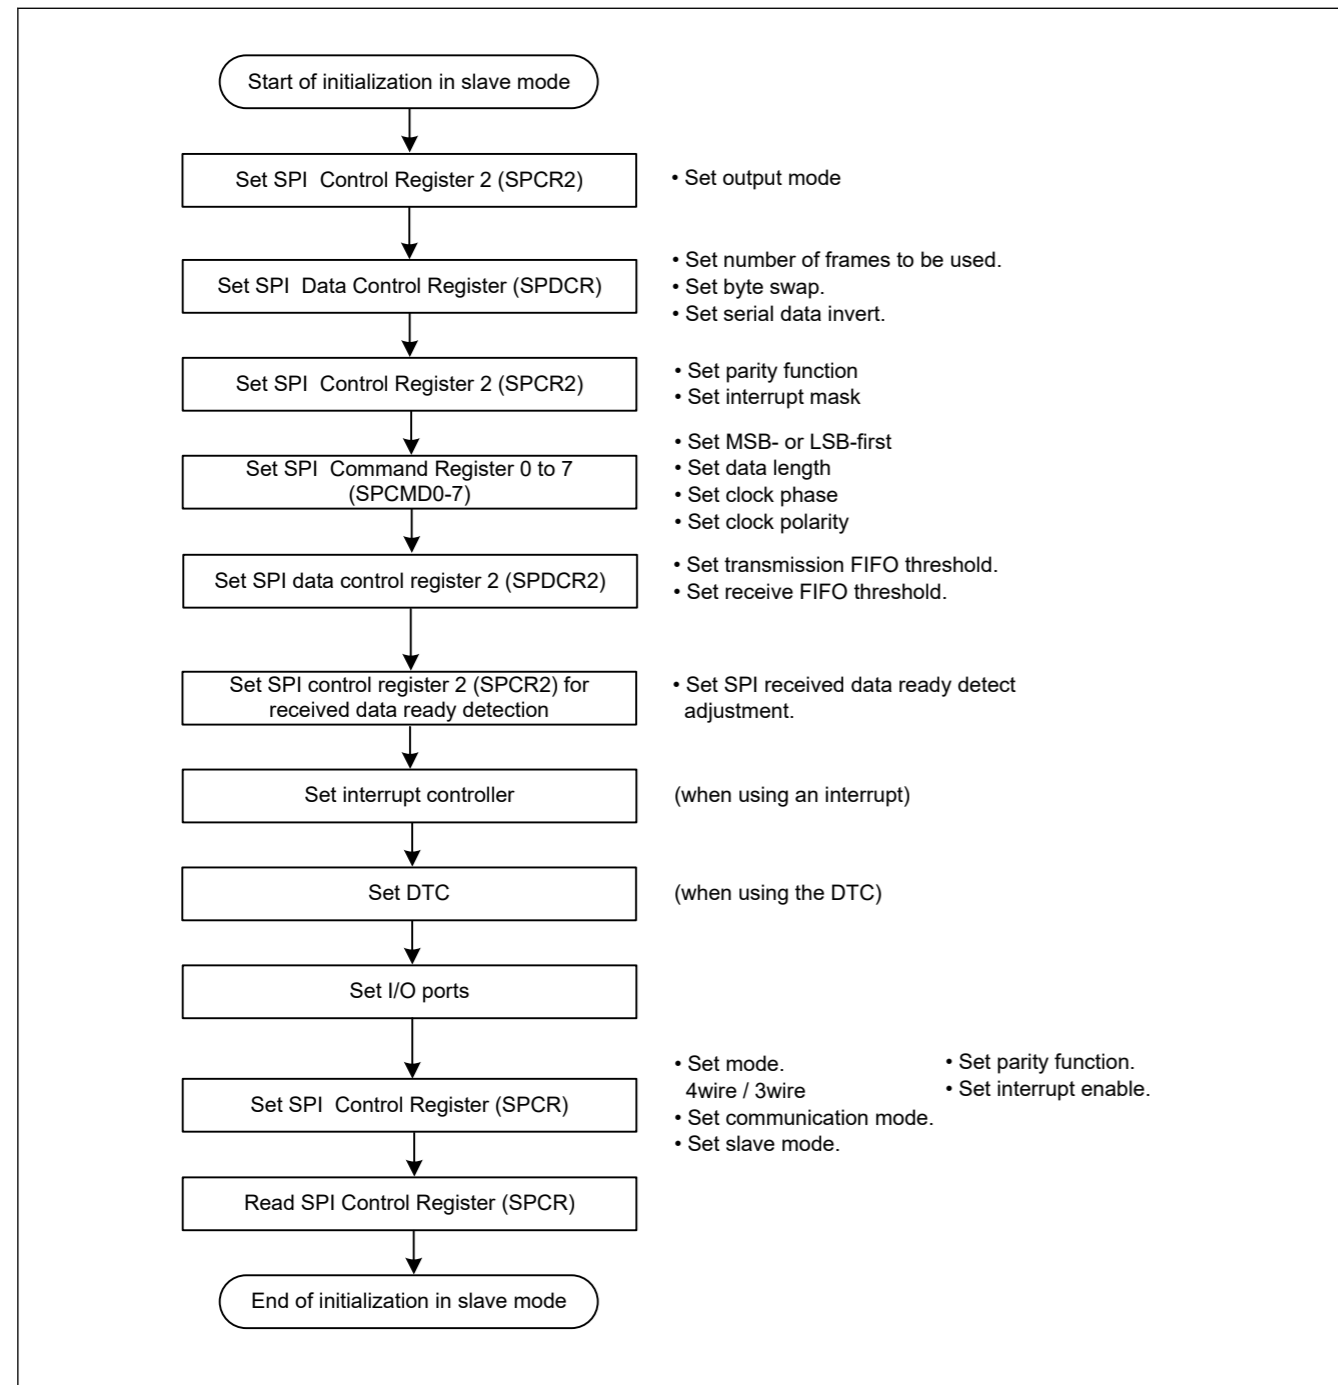 Start of initialization in slave mode
Set SPI Control Register 2 (SPCR2)
• Set output mode
Set SPI Data Control Register (SPDCR)
• Set number of frames to be used.
• Set byte swap.
• Set serial data invert.
Set SPI Control Register 2 (SPCR2)
• Set parity function
• Set interrupt mask
Set SPI Command Register 0 to 7
(SPCMD0-7)
• Set MSB- or LSB-first
• Set data length
• Set clock phase
• Set clock polarity
Set SPI data control register 2 (SPDCR2)
• Set transmission FIFO threshold.
• Set receive FIFO threshold.
Set SPI control register 2 (SPCR2) for
received data ready detection
• Set SPI received data ready detect
adjustment.
Set interrupt controller
(when using an interrupt)
Set DTC
(when using the DTC)
Set I/O ports
Set SPI Control Register (SPCR)
• Set mode.
4wire / 3wire
• Set communication mode.
• Set slave mode.
• Set parity function.
• Set interrupt enable.
Read SPI Control Register (SPCR)
End of initialization in slave mode